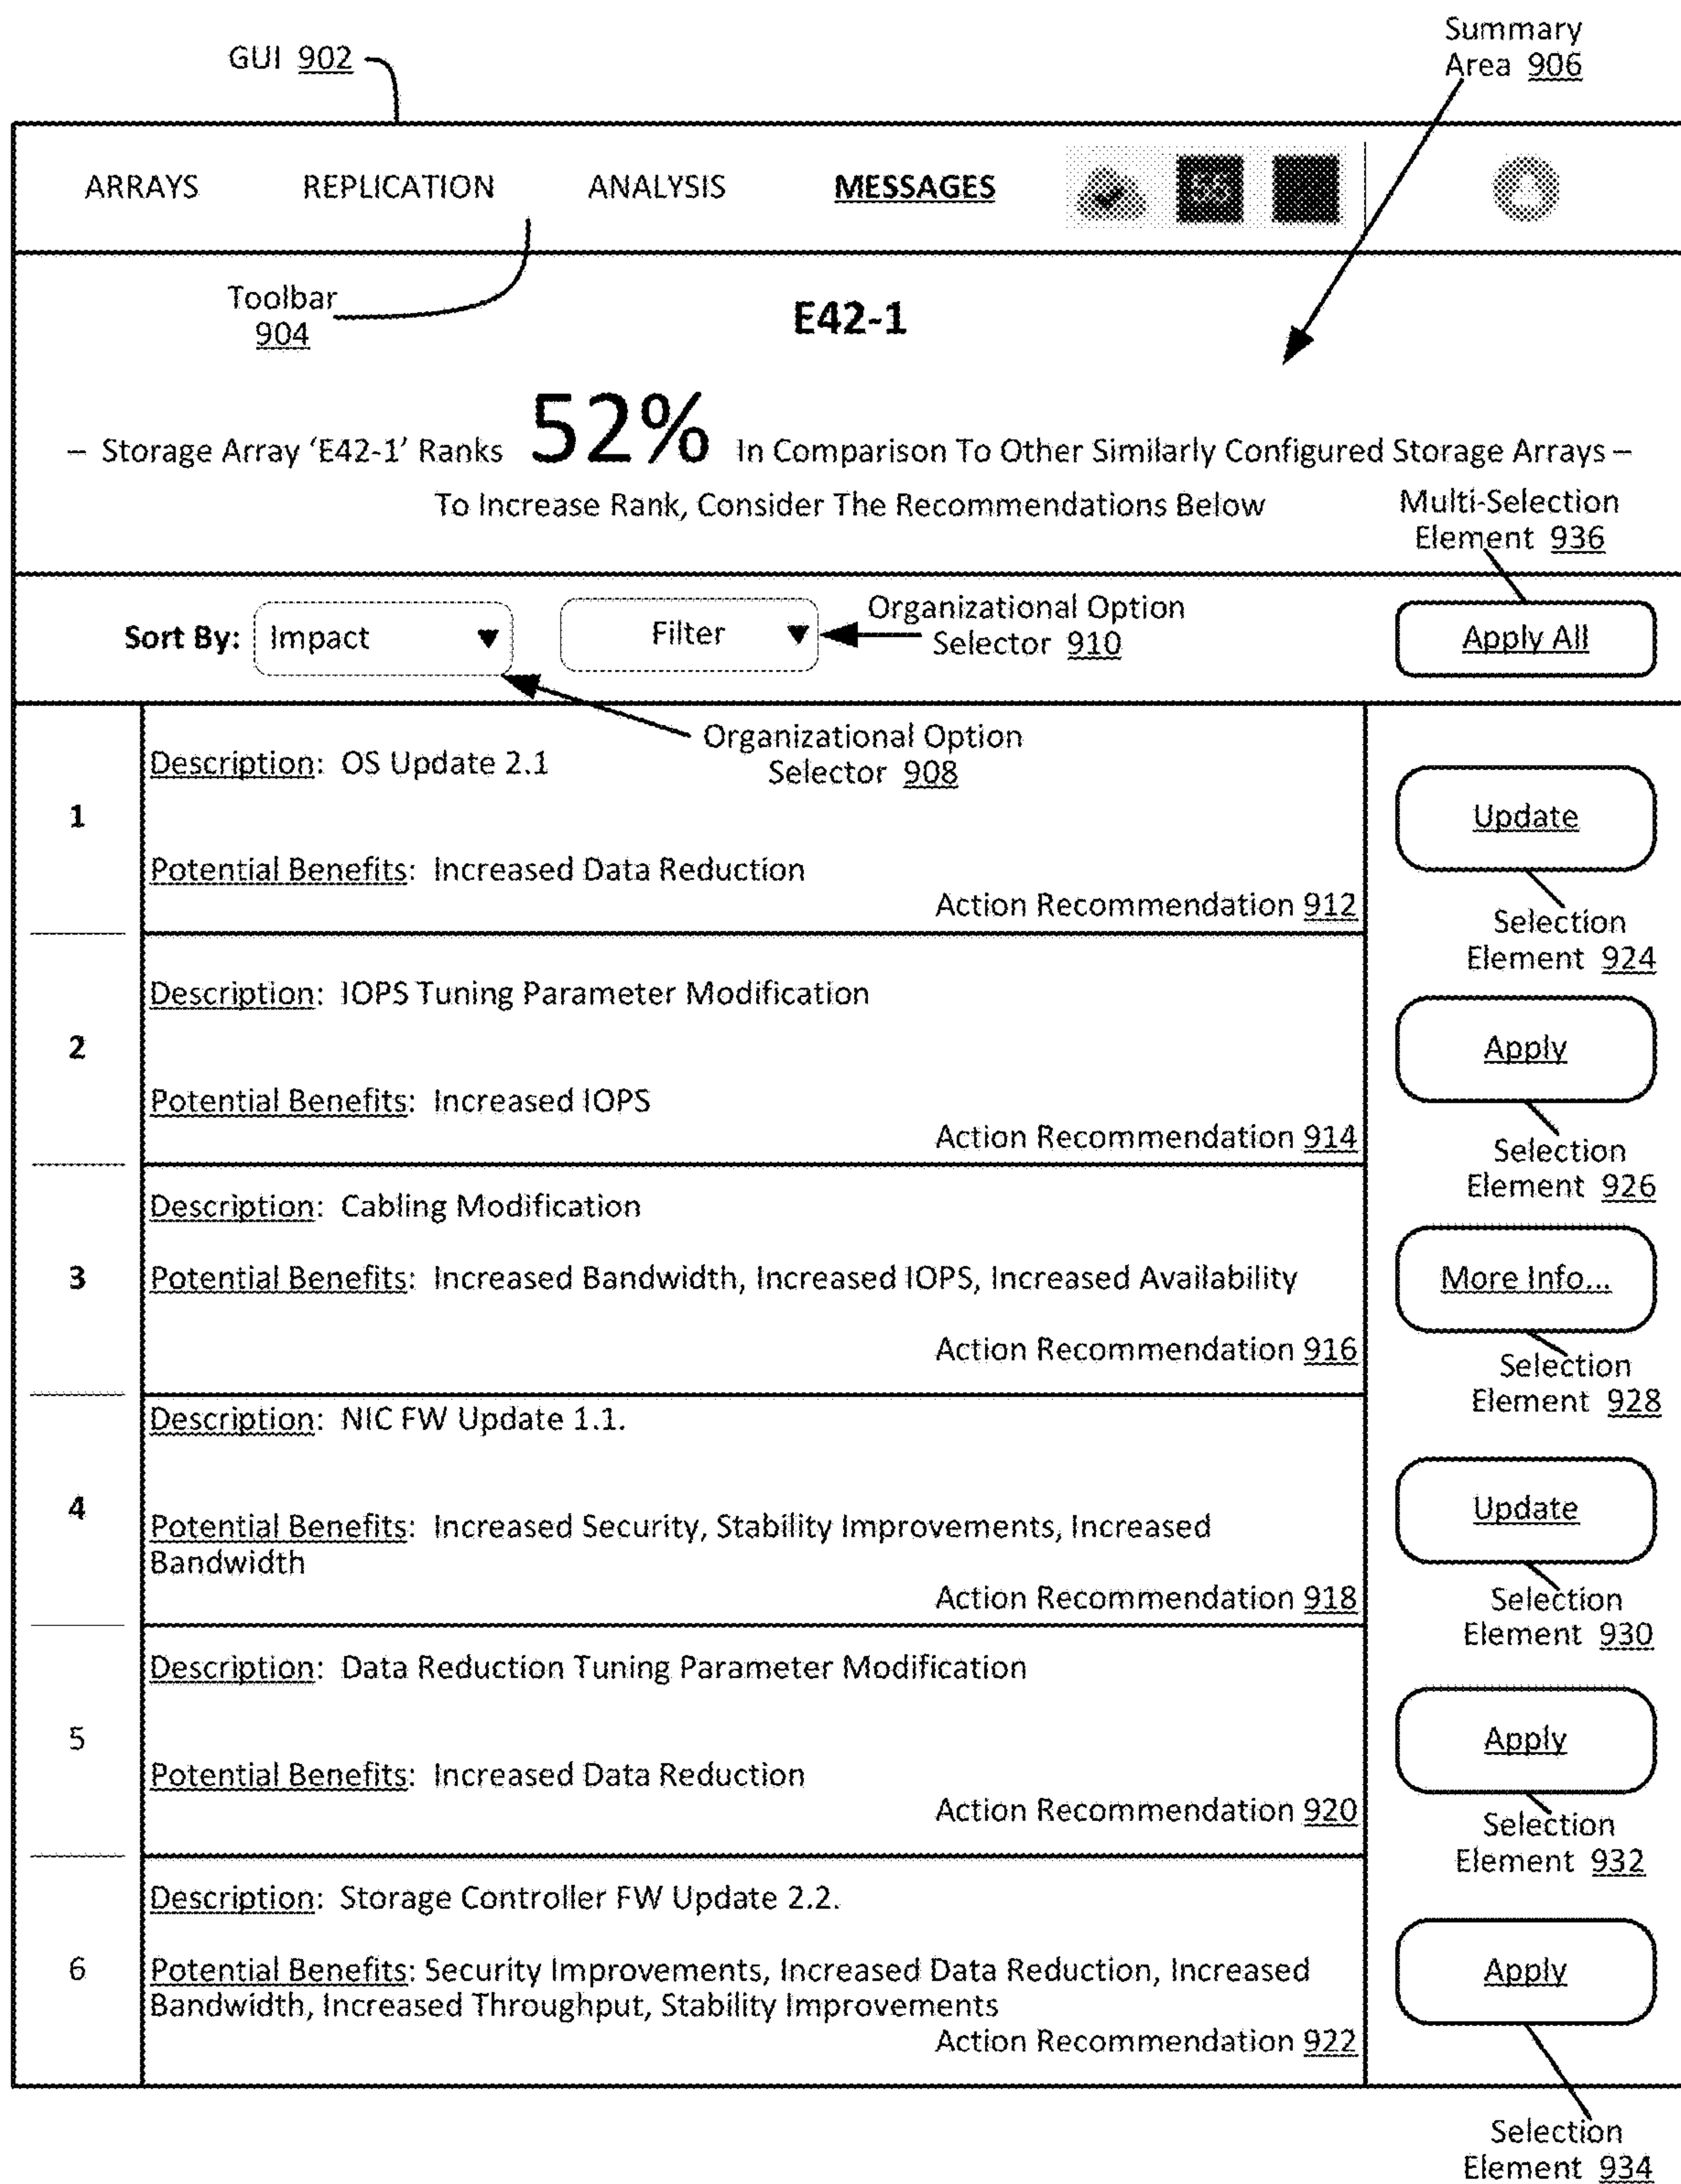 GUI 902
Summary
Area 906
ARRAYS REPLICATION ANALYSIS MESSAGES
Toolbar
904
E42-1
– Storage Array ‘E42-1’ Ranks 52% In Comparison To Other Similarly Configured Storage Arrays –
To Increase Rank, Consider The Recommendations Below
Multi-Selection
Element 936
Sort By: Impact ▼ Filter ▼
Organizational Option
Selector 910
Apply All
Organizational Option
Selector 908
1
Description: OS Update 2.1
Potential Benefits: Increased Data Reduction
Action Recommendation 912
Update
Selection
Element 924
2
Description: IOPS Tuning Parameter Modification
Potential Benefits: Increased IOPS
Action Recommendation 914
Apply
Selection
Element 926
3
Description: Cabling Modification
Potential Benefits: Increased Bandwidth, Increased IOPS, Increased Availability
Action Recommendation 916
More Info...
Selection
Element 928
4
Description: NIC FW Update 1.1.
Potential Benefits: Increased Security, Stability Improvements, Increased
Bandwidth
Action Recommendation 918
Update
Selection
Element 930
5
Description: Data Reduction Tuning Parameter Modification
Potential Benefits: Increased Data Reduction
Action Recommendation 920
Apply
Selection
Element 932
6
Description: Storage Controller FW Update 2.2.
Potential Benefits: Security Improvements, Increased Data Reduction, Increased
Bandwidth, Increased Throughput, Stability Improvements
Action Recommendation 922
Apply
Selection
Element 934